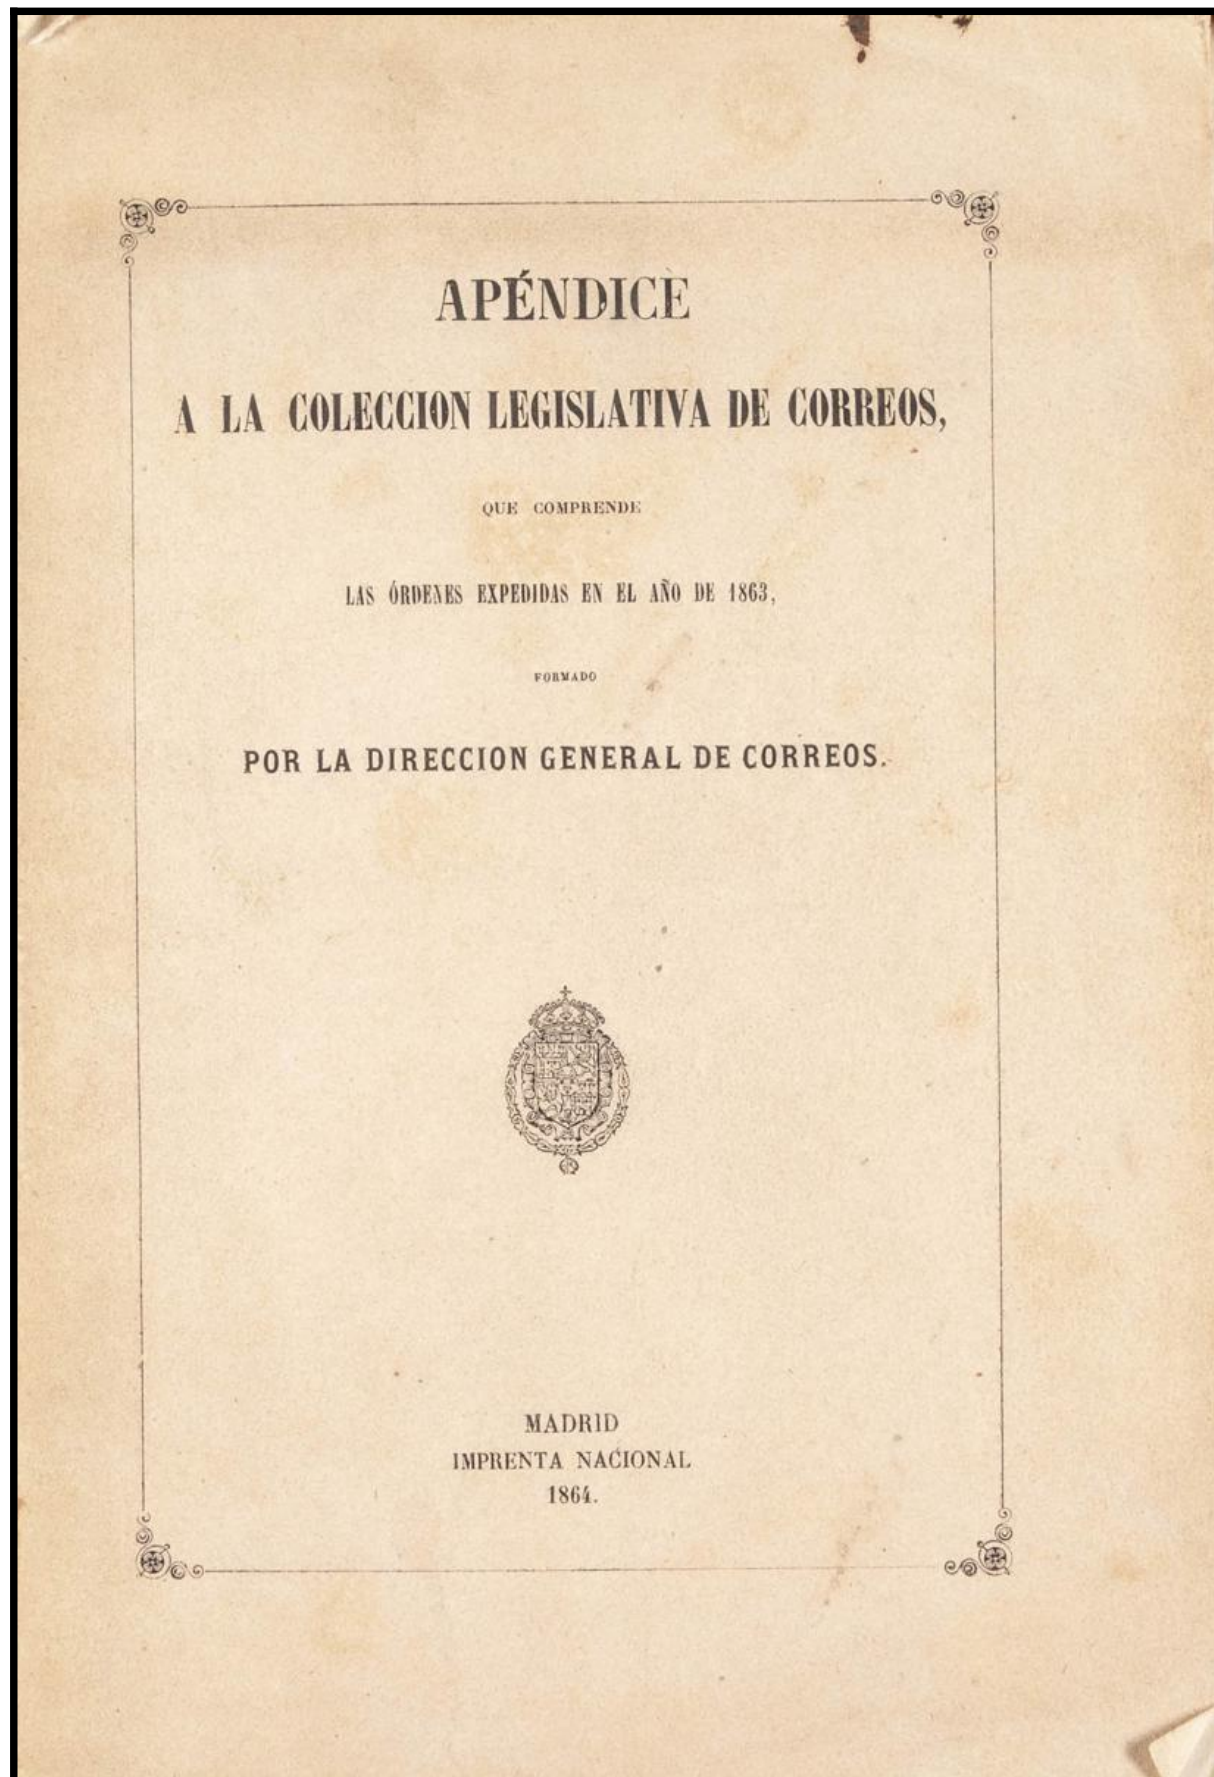 APÉNDICE
A LA COLECCION LEGISLATIVA DE CORREOS,
QUE COMPRENDE
LAS ÓRDENES EXPEDIDAS EN EL AÑO DE 1863,
FORMADO
POR LA DIRECCION GENERAL DE CORREOS.
MADRID
IMPRENTA NACIONAL
1864.